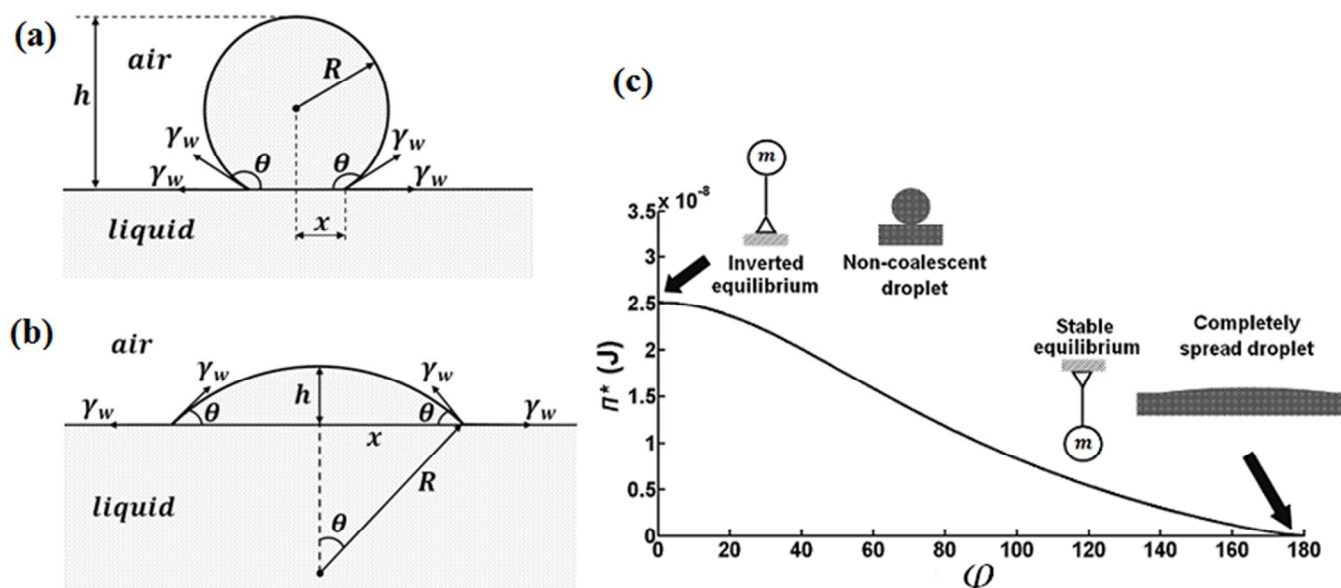 (a)
air
h
R
γw
θ
θ
γw
γw
γw
liquid
x
(b)
air
γw
h
γw
γw
θ
θ
γw
x
liquid
R
θ
(c)
× 10⁻⁸
3.5
3
2.5
2
1.5
1
0.5
0
π* (J)
m
Inverted
equilibrium
Non-coalescent
droplet
Stable
equilibrium
m
Completely
spread droplet
0 20 40 60 80 100 120 140 160 180
φ